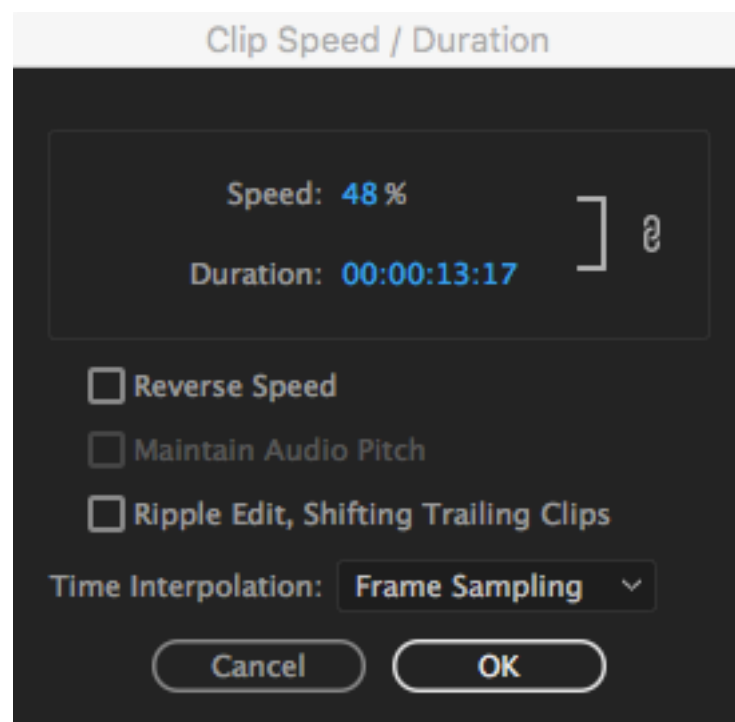 Clip Speed / Duration
Speed: 48 %
Duration: 00:00:13:17
Reverse Speed
Maintain Audio Pitch
Ripple Edit, Shifting Trailing Clips
Time Interpolation: Frame Sampling
Cancel OK